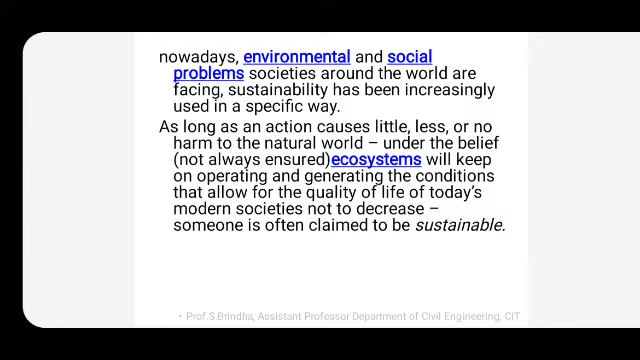 nowadays, environmental and social
problems societies around the world are
facing, sustainability has been increasingly
used in a specific way.
As long as an action causes little, less, or no
harm to the natural world – under the belief
(not always ensured)ecosystems will keep
on operating and generating the conditions
that allow for the quality of life of today's
modern societies not to decrease –
someone is often claimed to be sustainable.
• Prof.S.Brindha, Assistant Professor Department of Civil Engineering, CIT